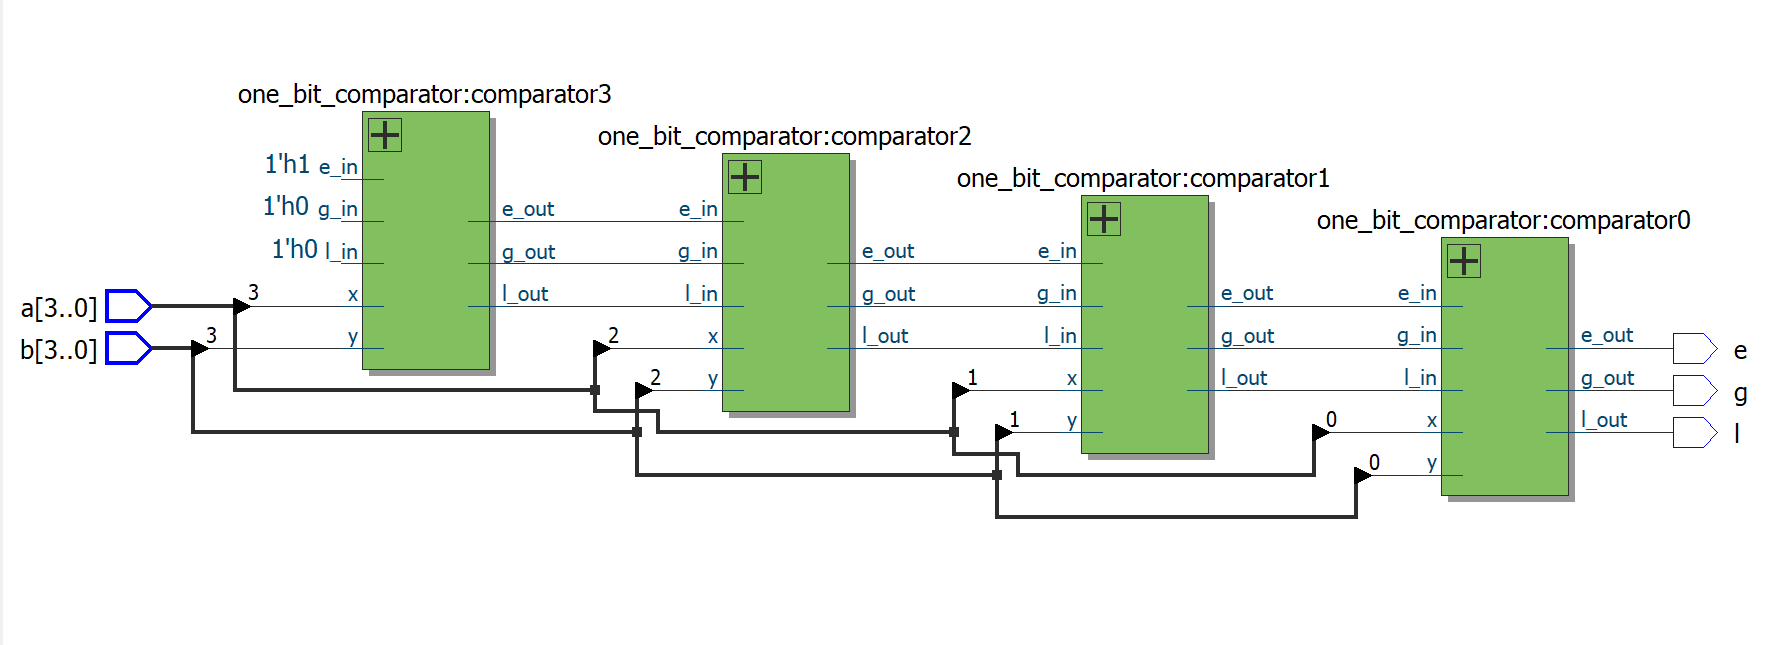 one_bit_comparator:comparator3
1'h1 e_in
1'h0 g_in
1'h0 l_in
x
y
e_out
g_out
l_out
a[3..0]
b[3..0]
3
3
one_bit_comparator:comparator2
e_in
g_in
l_in
x
y
e_out
g_out
l_out
2
2
one_bit_comparator:comparator1
e_in
g_in
l_in
x
y
e_out
g_out
l_out
1
1
one_bit_comparator:comparator0
e_in
g_in
l_in
x
y
e_out
g_out
l_out
0
0
e
g
l